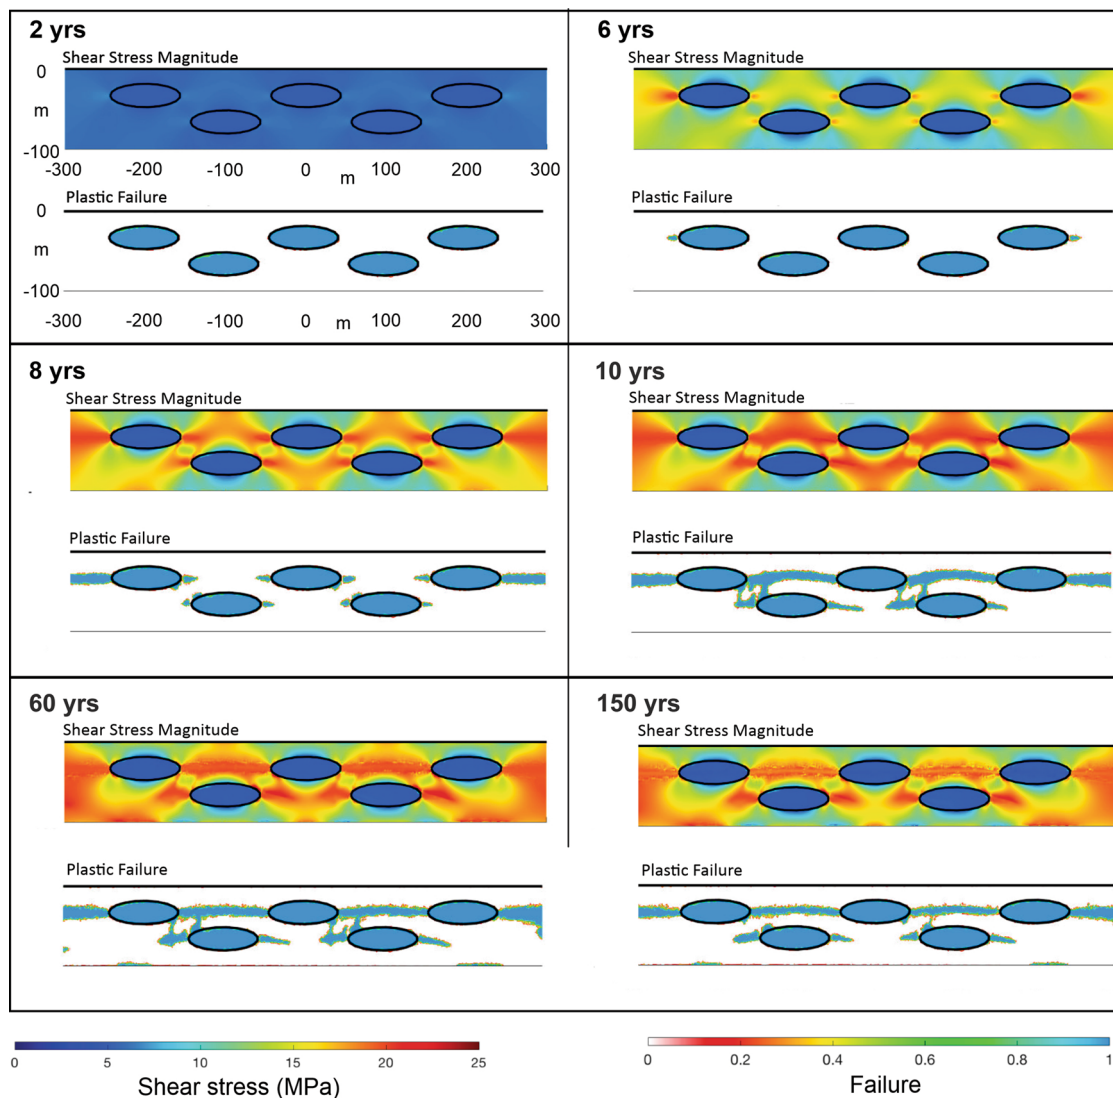 2 yrs
Shear Stress Magnitude
0
m
-100
-300 -200 -100 0 m 100 200 300
Plastic Failure
0
m
-100
-300 -200 -100 0 m 100 200 300
6 yrs
Shear Stress Magnitude
Plastic Failure
8 yrs
Shear Stress Magnitude
Plastic Failure
10 yrs
Shear Stress Magnitude
Plastic Failure
60 yrs
Shear Stress Magnitude
Plastic Failure
150 yrs
Shear Stress Magnitude
Plastic Failure
0 5 10 15 20 25
Shear stress (MPa)
0 0.2 0.4 0.6 0.8 1
Failure